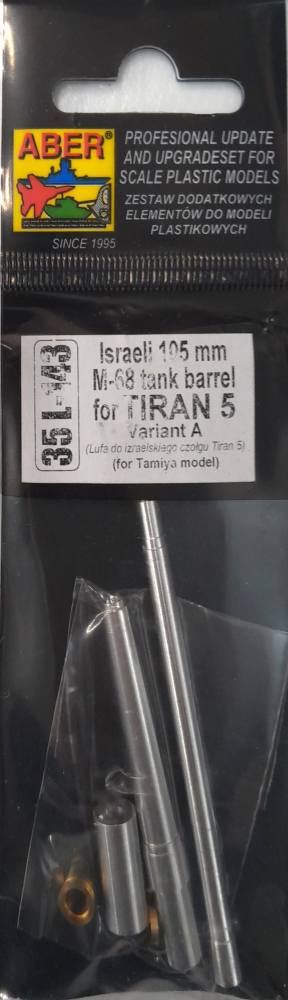 ABER®
PROFESIONAL UPDATE
AND UPGRADESET FOR
SCALE PLASTIC MODELS
ZESTAW DODATKOWYCH
ELEMENTÓW DO MODELI
PLASTIKOWYCH
SINCE 1995
35 L-143
Israeli 105 mm
M-68 tank barrel
for TIRAN 5
Variant A
(Lufa do izraelskiego czołgu Tiran 5)
(for Tamiya model)